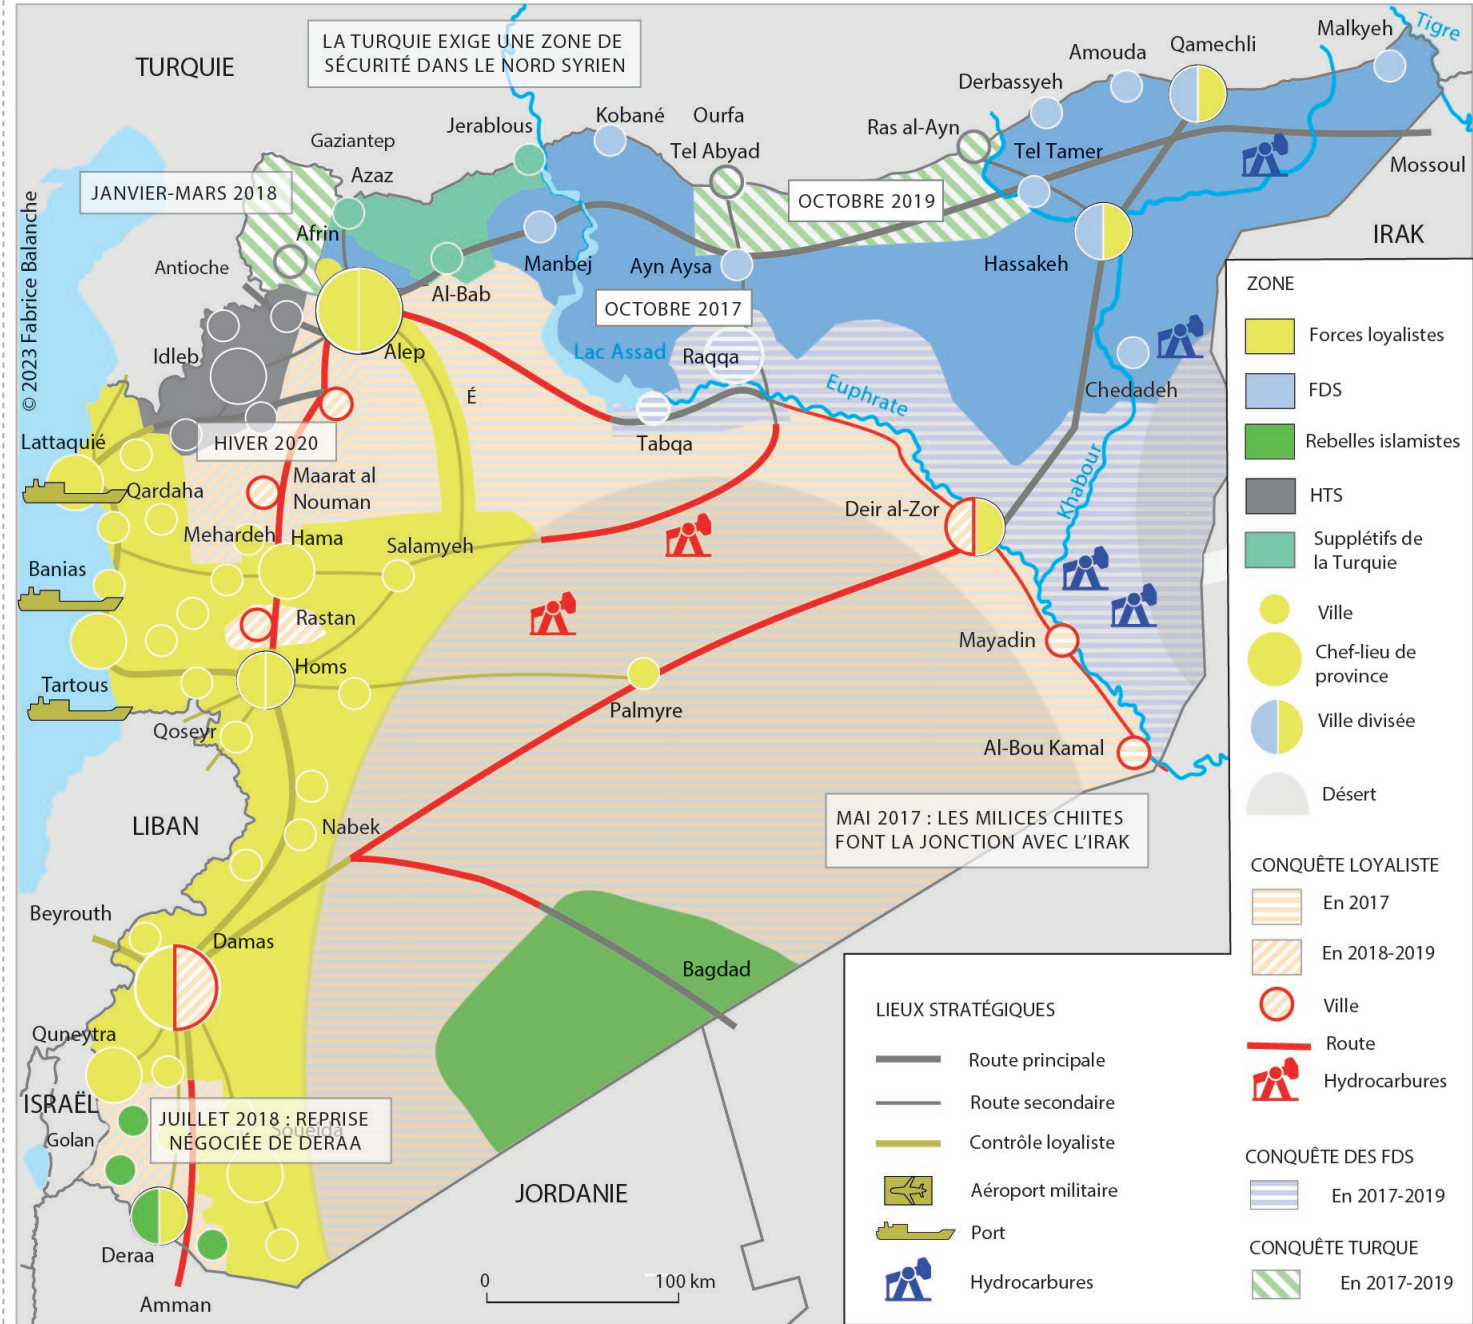 LA TURQUIE EXIGE UNE ZONE DE
SÉCURITÉ DANS LE NORD SYRIEN
TURQUIE
Malkyeh
Tigre
Qamechli
Amouda
Derbassyeh
Kobané
Ourfa
Ras al-Ayn
Jerablous
Gaziantep
Tel Abyad
Tel Tamer
Mossoul
Azaz
JANVIER-MARS 2018
OCTOBRE 2019
© 2023 Fabrice Balanche
Afrin
IRAK
Antioche
Manbej
Ayn Aysa
Hassakeh
Al-Bab
OCTOBRE 2017
Alep
Idleb
Lac Assad
Raqqa
Euphrate
Chedadeh
É
Tabqa
HIVER 2020
Lattaquié
Khabour
Maarat al
Nouman
Qardaha
Deir al-Zor
Mehardeh
Hama
Salamyeh
Banias
Rastan
Mayadin
Homs
Tartous
Palmyre
Qoseyr
Al-Bou Kamal
MAI 2017 : LES MILICES CHIITES
FONT LA JONCTION AVEC L'IRAK
LIBAN
Nabek
Beyrouth
Damas
Bagdad
Quneytra
ISRAËL
Golan
JUILLET 2018 : REPRISE
NÉGOCIÉE DE DERAA
Soueida
JORDANIE
Deraa
Amman
0
100 km
ZONE
Forces loyalistes
FDS
Rebelles islamistes
HTS
Supplétifs de
la Turquie
Ville
Chef-lieu de
province
Ville divisée
Désert
CONQUÊTE LOYALISTE
En 2017
En 2018-2019
Ville
Route
Hydrocarbures
CONQUÊTE DES FDS
En 2017-2019
CONQUÊTE TURQUE
En 2017-2019
LIEUX STRATÉGIQUES
Route principale
Route secondaire
Contrôle loyaliste
Aéroport militaire
Port
Hydrocarbures